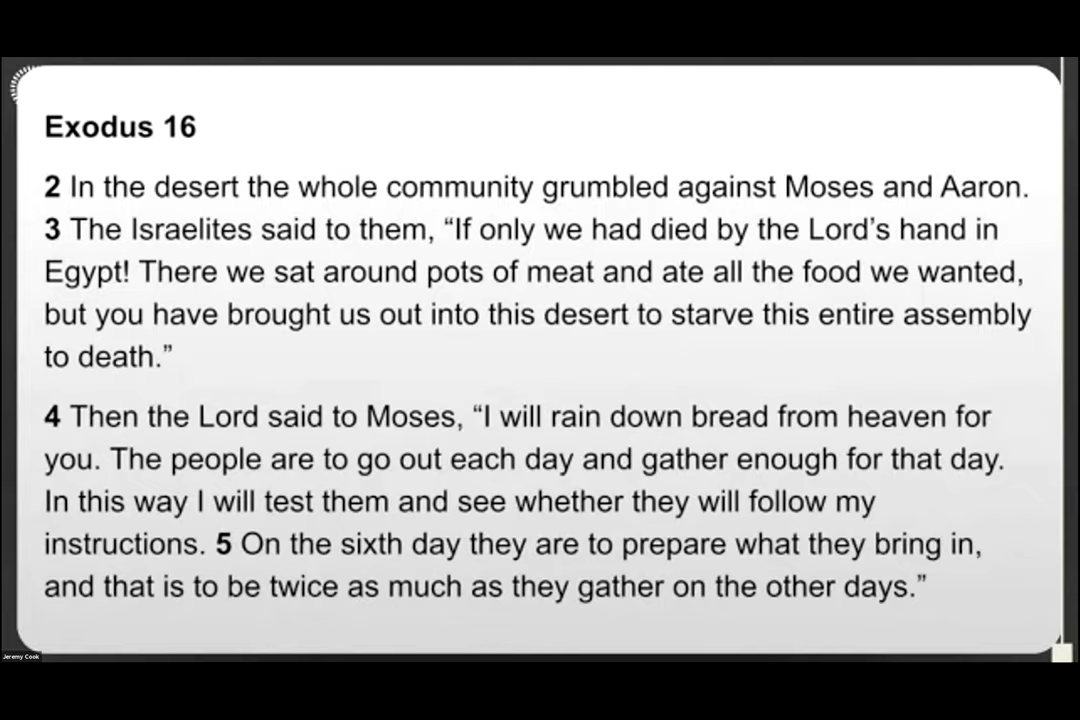 Exodus 16
2 In the desert the whole community grumbled against Moses and Aaron.
3 The Israelites said to them, “If only we had died by the Lord’s hand in
Egypt! There we sat around pots of meat and ate all the food we wanted,
but you have brought us out into this desert to starve this entire assembly
to death.”
4 Then the Lord said to Moses, “I will rain down bread from heaven for
you. The people are to go out each day and gather enough for that day.
In this way I will test them and see whether they will follow my
instructions. 5 On the sixth day they are to prepare what they bring in,
and that is to be twice as much as they gather on the other days.”
Jeremy Cook